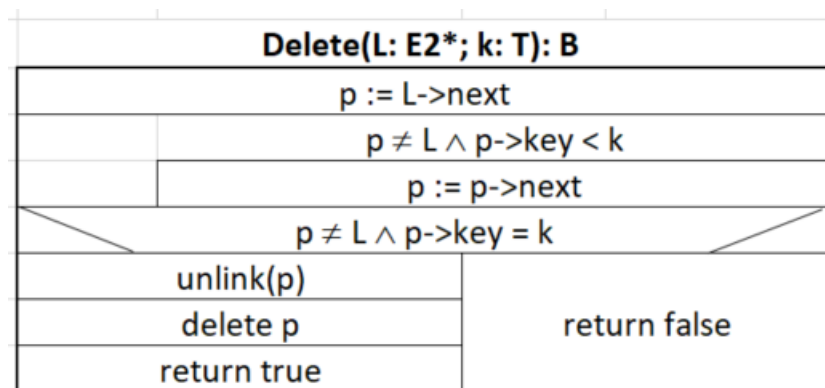 Delete(L: E2*; k: T): B
p := L->next
p ≠ L ∧ p->key < k
p := p->next
p ≠ L ∧ p->key = k
unlink(p)
delete p
return false
return true